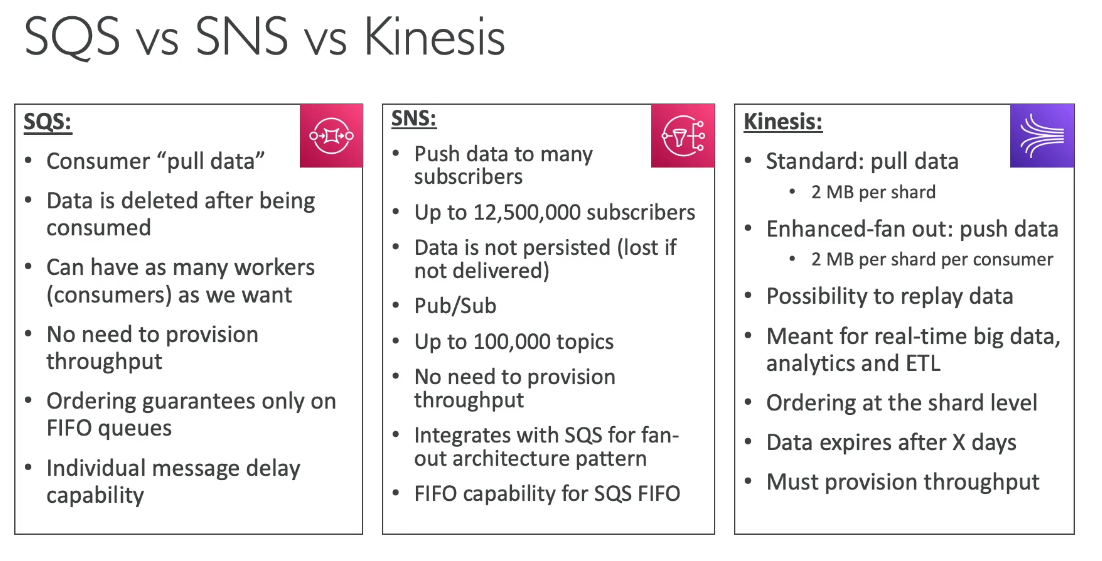 SQS vs SNS vs Kinesis
SQS:
• Consumer “pull data”
• Data is deleted after being
consumed
• Can have as many workers
(consumers) as we want
• No need to provision
throughput
• Ordering guarantees only on
FIFO queues
• Individual message delay
capability
SNS:
• Push data to many
subscribers
• Up to 12,500,000 subscribers
• Data is not persisted (lost if
not delivered)
• Pub/Sub
• Up to 100,000 topics
• No need to provision
throughput
• Integrates with SQS for fan-
out architecture pattern
• FIFO capability for SQS FIFO
Kinesis:
• Standard: pull data
• 2 MB per shard
• Enhanced-fan out: push data
• 2 MB per shard per consumer
• Possibility to replay data
• Meant for real-time big data,
analytics and ETL
• Ordering at the shard level
• Data expires after X days
• Must provision throughput